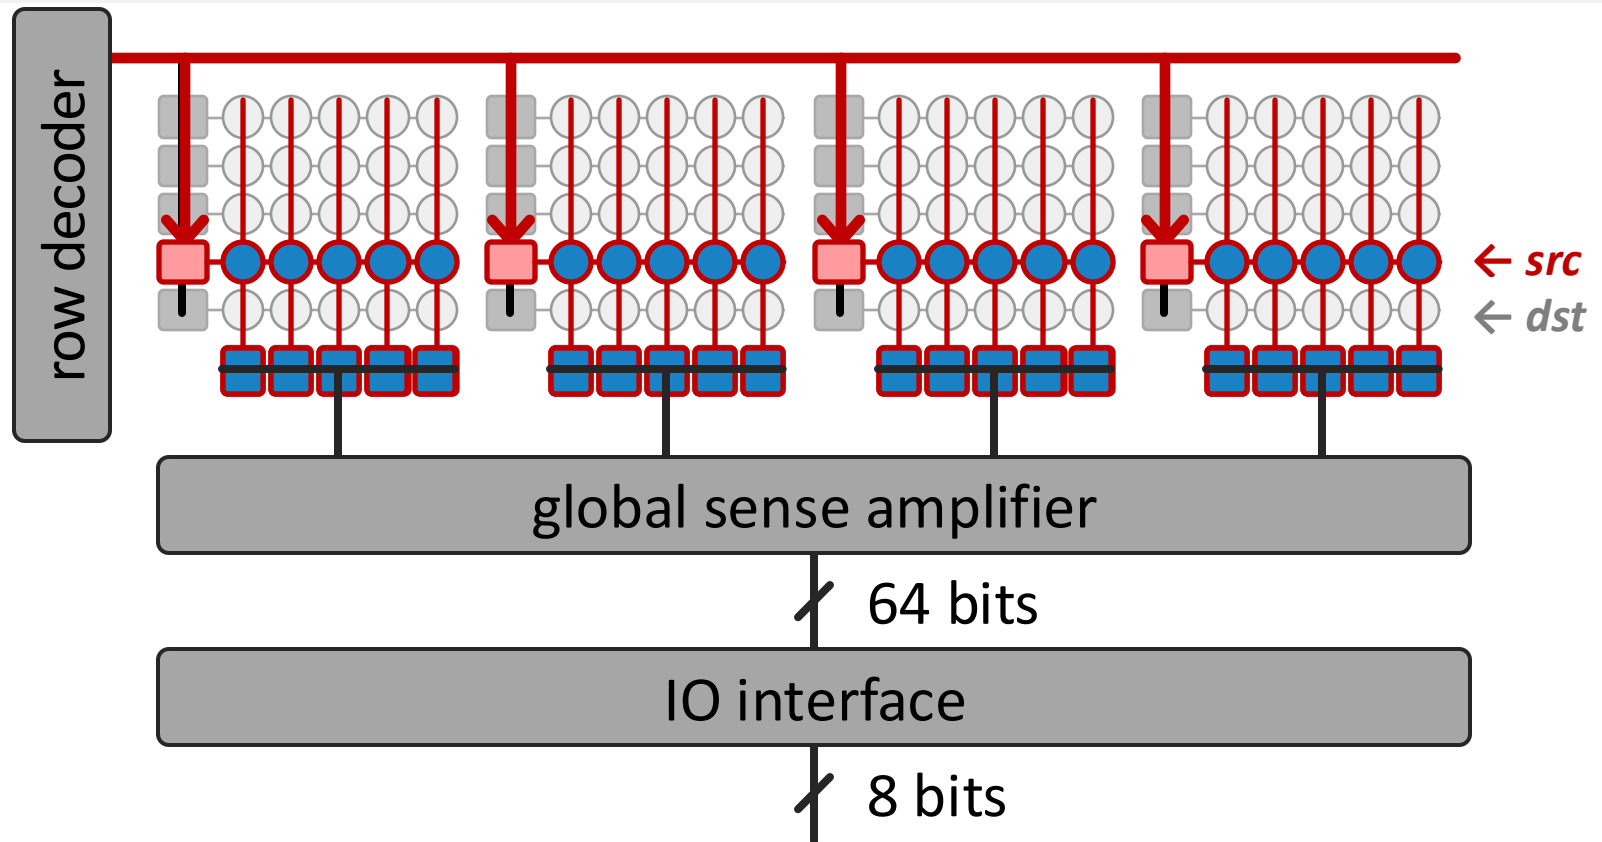 row decoder
← src
← dst
global sense amplifier
64 bits
IO interface
8 bits